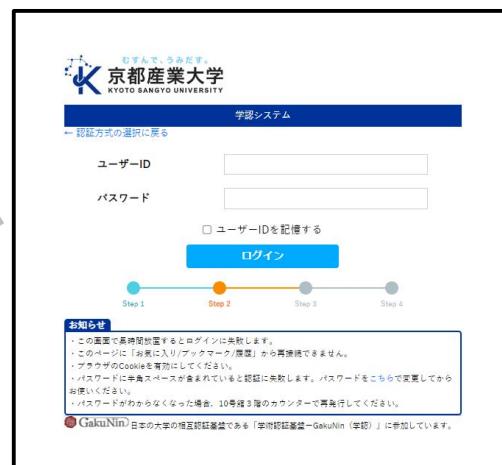 むすんで、うみだす。
京都産業大学
KYOTO SANGYO UNIVERSITY
学認システム
← 認証方式の選択に戻る
ユーザーID
パスワード
ユーザーIDを記憶する
ログイン
Step 1 Step 2 Step 3 Step 4
お知らせ
・この画面で長時間放置するとログインに失敗します。
・このページに「お気に入り/ブックマーク/履歴」から再接続できません。
・ブラウザのCookieを有効にしてください。
・パスワードに半角スペースが含まれていると認証に失敗します。パスワードをこちらで変更してから
お使いください。
・パスワードがわからなくなった場合、10号館3階のカウンターで再発行してください。
GakuNin 日本の大学の相互認証基盤である「学術認証基盤ーGakuNin（学認）」に参加しています。